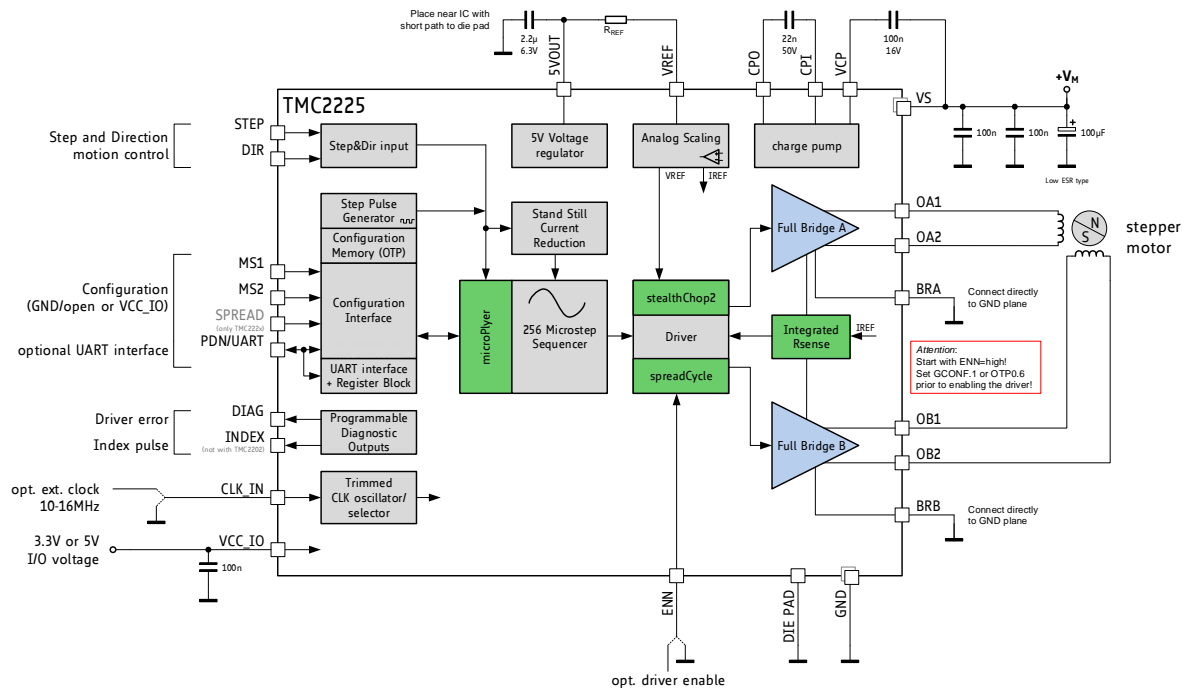 Place near IC with
short path to die pad
2.2µ
6.3V
5VOUT
RREF
VREF
CPO
22n
50V
CPI
VCP
100n
16V
+VM
VS
100n
100n
+
100µF
Low ESR type
TMC2225
Step and Direction
motion control
STEP
DIR
Step&Dir input
5V Voltage
regulator
Analog Scaling
VREF
IREF
charge pump
Step Pulse
Generator
Configuration
Memory (OTP)
Stand Still
Current
Reduction
Full Bridge A
OA1
OA2
N
S
stepper
motor
Configuration
(GND/open or VCC_IO)
optional UART interface
MS1
MS2
SPREAD
(only TMC222x)
PDN/UART
Configuration
Interface
UART interface
+ Register Block
microPlyer
256 Microstep
Sequencer
stealthChop2
Driver
spreadCycle
Integrated
Rsense
IREF
BRA
Connect directly
to GND plane
Attention:
Start with ENN=high!
Set GCONF.1 or OTP0.6
prior to enabling the driver!
Driver error
Index pulse
DIAG
INDEX
(not with TMC2202)
Programmable
Diagnostic
Outputs
Full Bridge B
OB1
OB2
opt. ext. clock
10-16MHz
CLK_IN
Trimmed
CLK oscillator/
selector
BRB
Connect directly
to GND plane
3.3V or 5V
I/O voltage
VCC_IO
100n
ENN
DIE PAD
GND
opt. driver enable